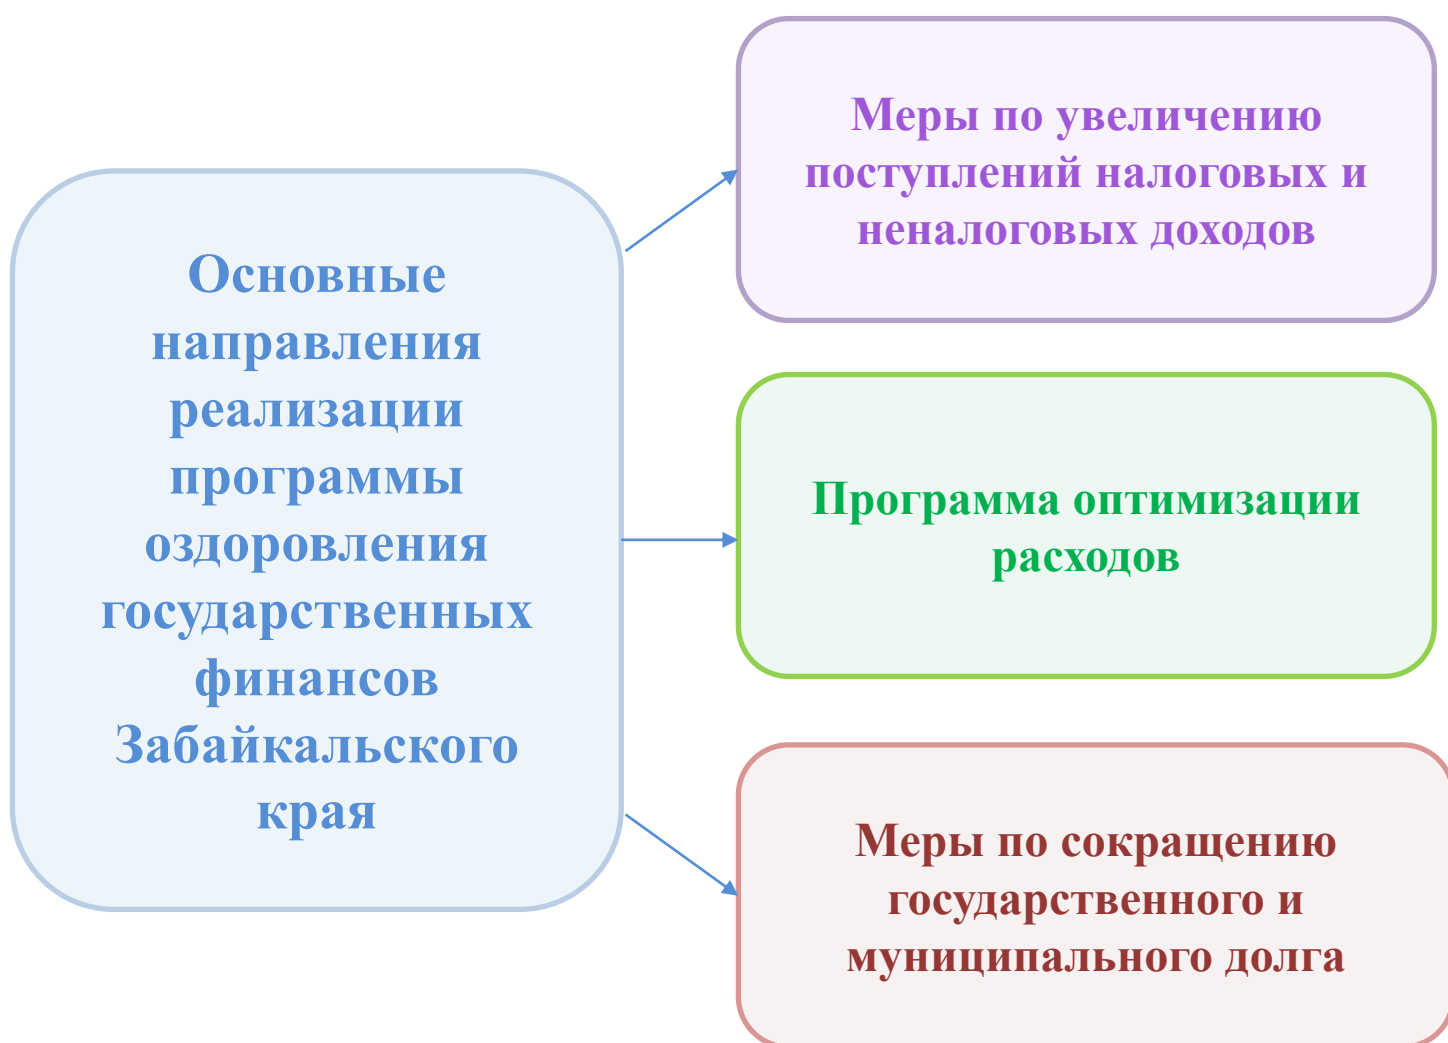 Основные
направления
реализации
программы
оздоровления
государственных
финансов
Забайкальского
края
Меры по увеличению
поступлений налоговых и
неналоговых доходов
Программа оптимизации
расходов
Меры по сокращению
государственного и
муниципального долга